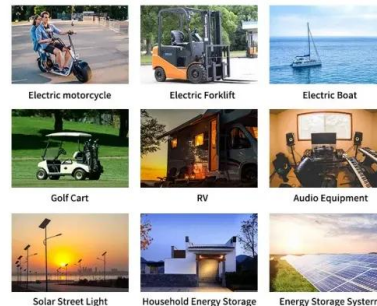 Electric motorcycle
Electric Forklift
Electric Boat
Golf Cart
RV
Audio Equipment
Solar Street Light
Household Energy Storage
Energy Storage System